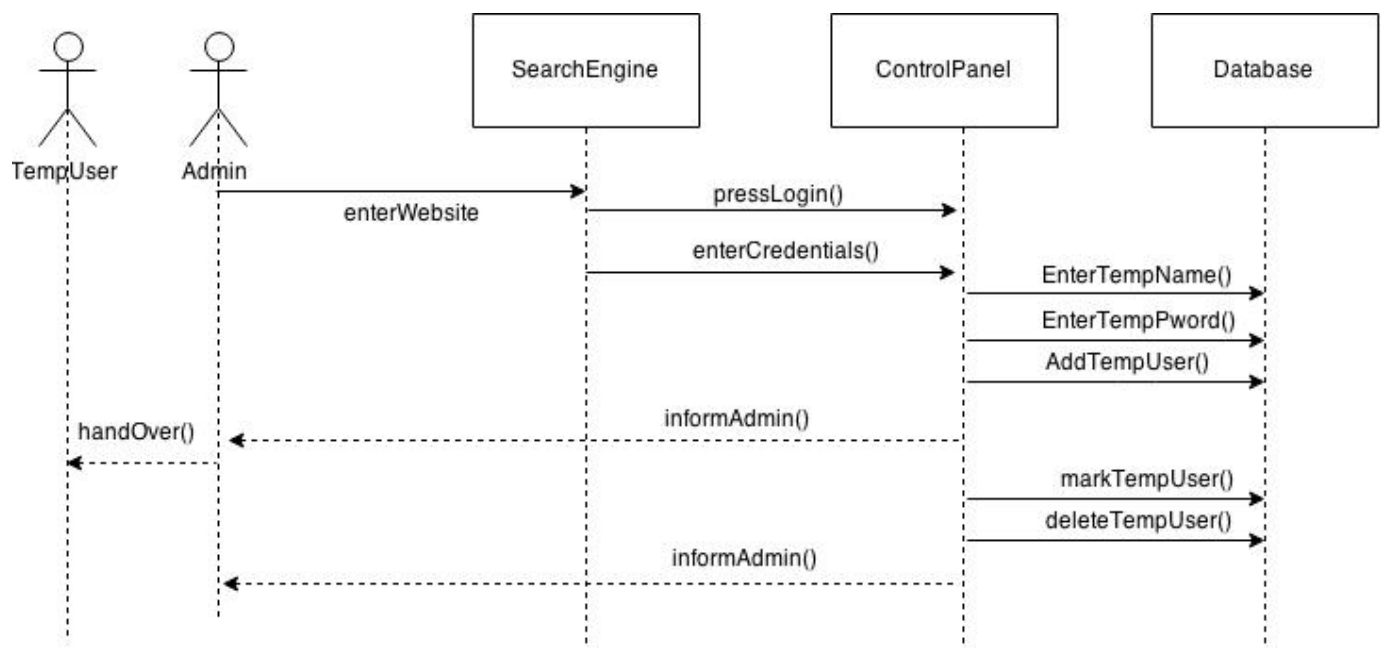 SearchEngine
ControlPanel
Database
TempUser
Admin
enterWebsite
pressLogin()
enterCredentials()
EnterTempName()
EnterTempPword()
AddTempUser()
informAdmin()
handOver()
markTempUser()
deleteTempUser()
informAdmin()